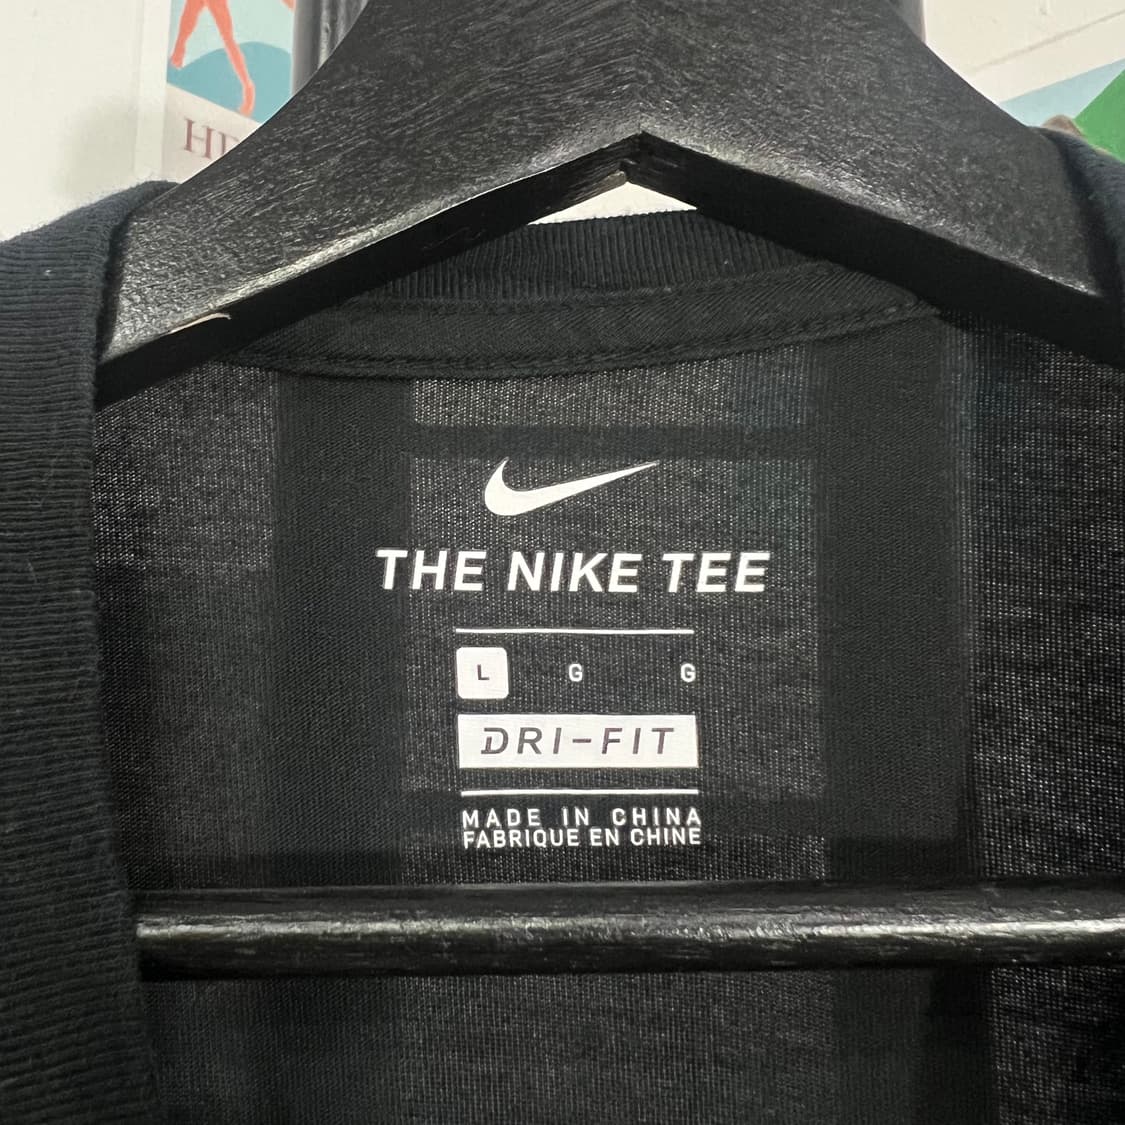 THE NIKE TEE
L G G
DRI-FIT
MADE IN CHINA
FABRIQUE EN CHINE